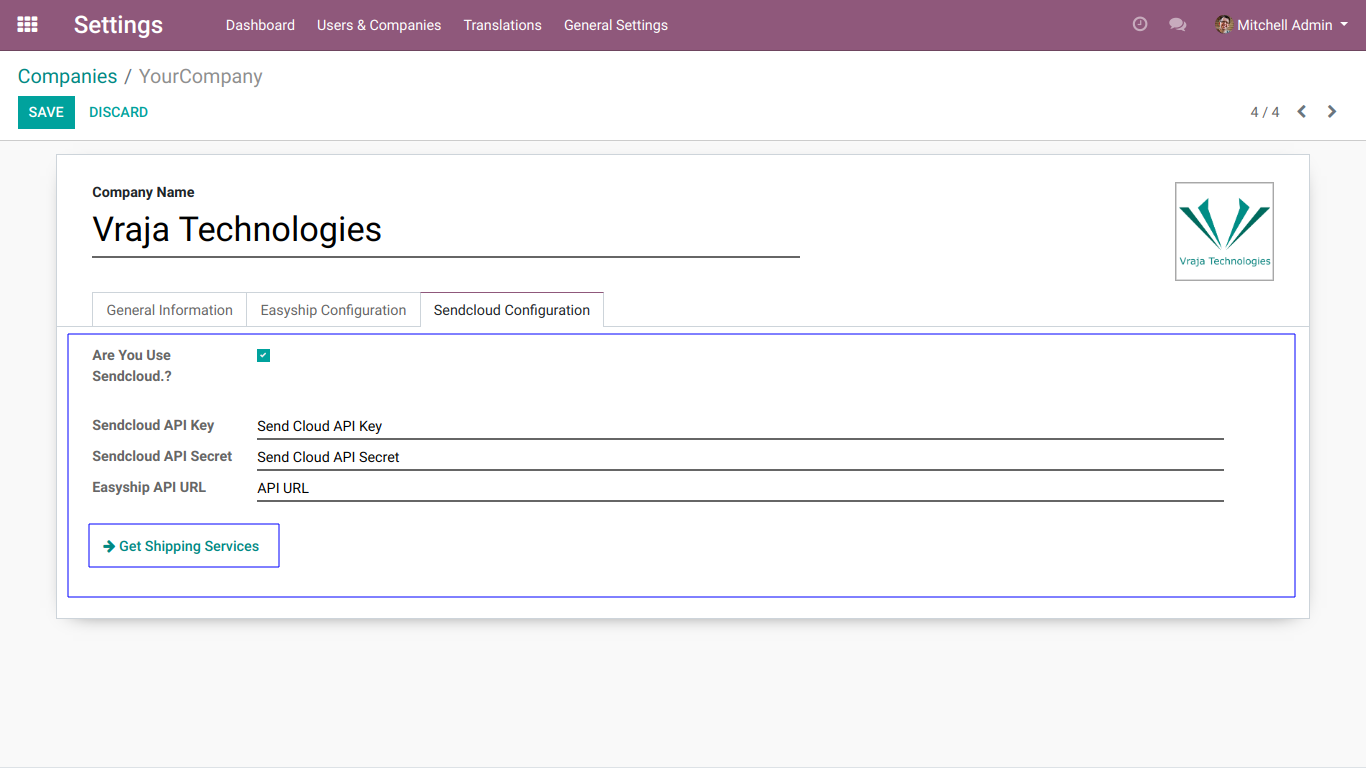 Settings Dashboard Users & Companies Translations General Settings Mitchell Admin
Companies / YourCompany
SAVE DISCARD 4 / 4
Company Name
Vraja Technologies
Vraja Technologies
General Information Easyship Configuration Sendcloud Configuration
Are You Use
Sendcloud.?
Sendcloud API Key Send Cloud API Key
Sendcloud API Secret Send Cloud API Secret
Easyship API URL API URL
Get Shipping Services